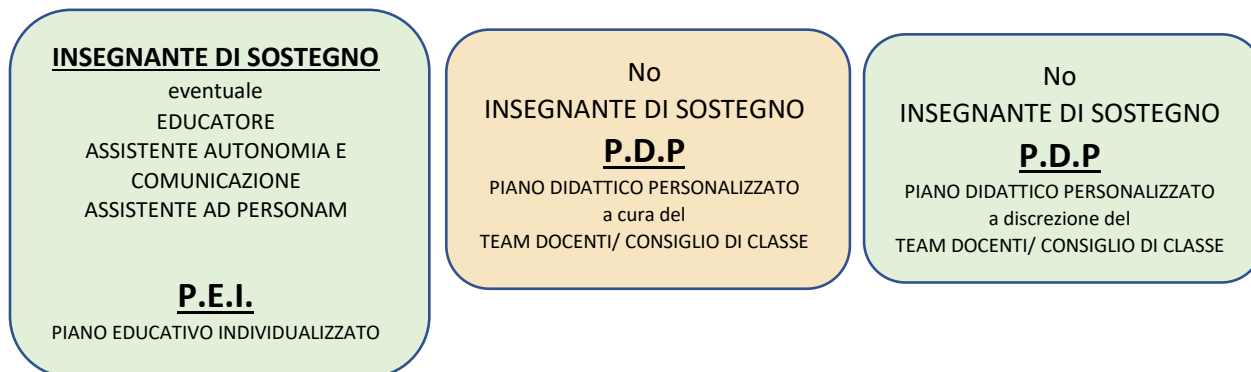 INSEGNANTE DI SOSTEGNO
eventuale
EDUCATORE
ASSISTENTE AUTONOMIA E
COMUNICAZIONE
ASSISTENTE AD PERSONAM
P.E.I.
PIANO EDUCATIVO INDIVIDUALIZZATO
No
INSEGNANTE DI SOSTEGNO
P.D.P
PIANO DIDATTICO PERSONALIZZATO
a cura del
TEAM DOCENTI/ CONSIGLIO DI CLASSE
No
INSEGNANTE DI SOSTEGNO
P.D.P
PIANO DIDATTICO PERSONALIZZATO
a discrezione del
TEAM DOCENTI/ CONSIGLIO DI CLASSE